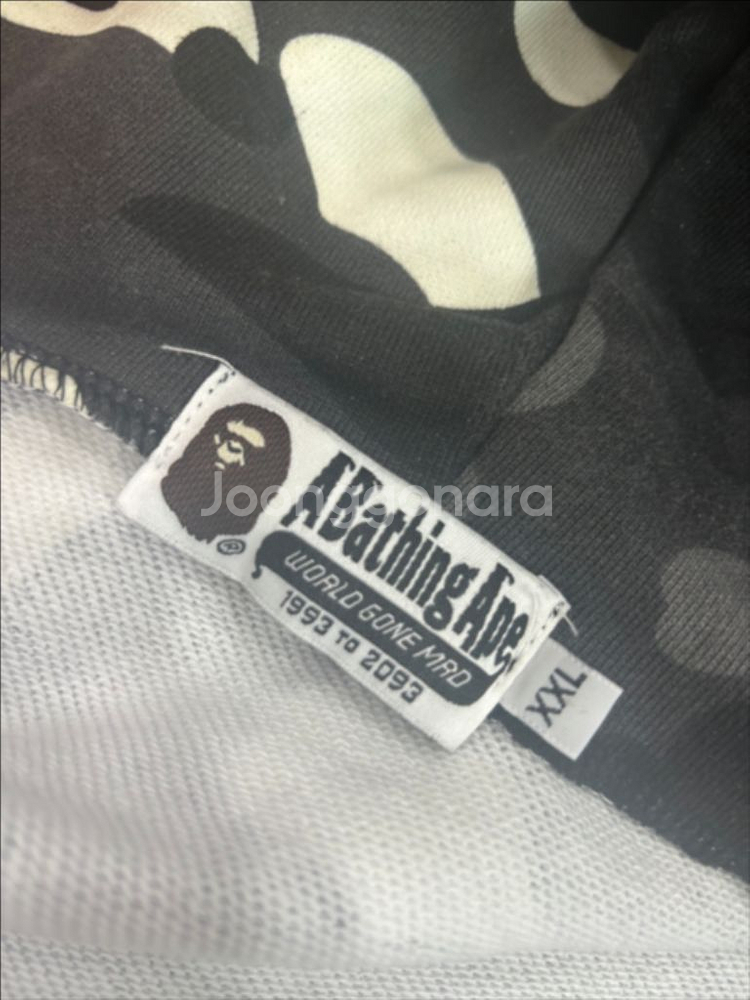 Joonggonara
A Bathing Ape
®
WORLD GONE MAD
1993 TO 2093
XXL